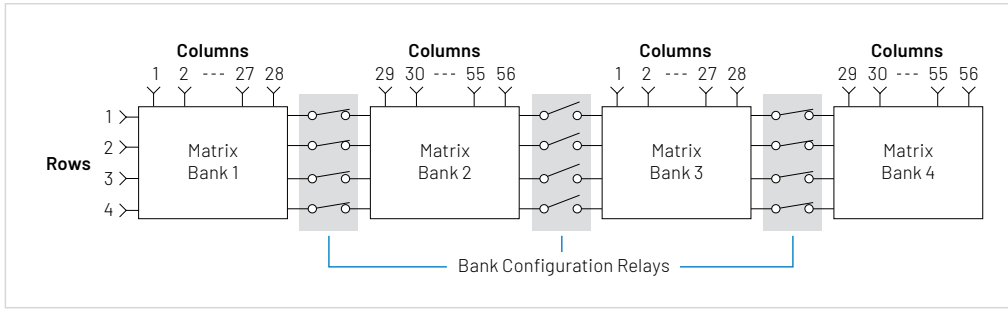 Columns Columns Columns Columns
1 2 --- 27 28 29 30 --- 55 56 1 2 --- 27 28 29 30 --- 55 56
1
2
Rows
3
4
Matrix
Bank 1
Matrix
Bank 2
Matrix
Bank 3
Matrix
Bank 4
Bank Configuration Relays